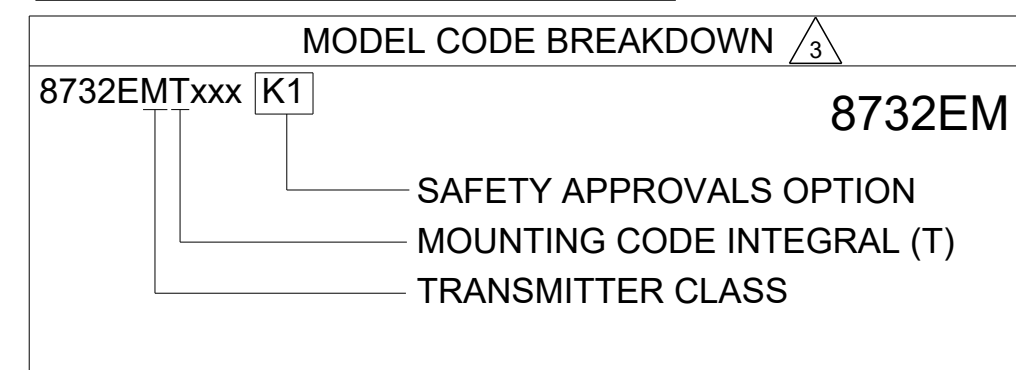 MODEL CODE BREAKDOWN 3
8732EMTxxx K1
8732EM
SAFETY APPROVALS OPTION
MOUNTING CODE INTEGRAL (T)
TRANSMITTER CLASS